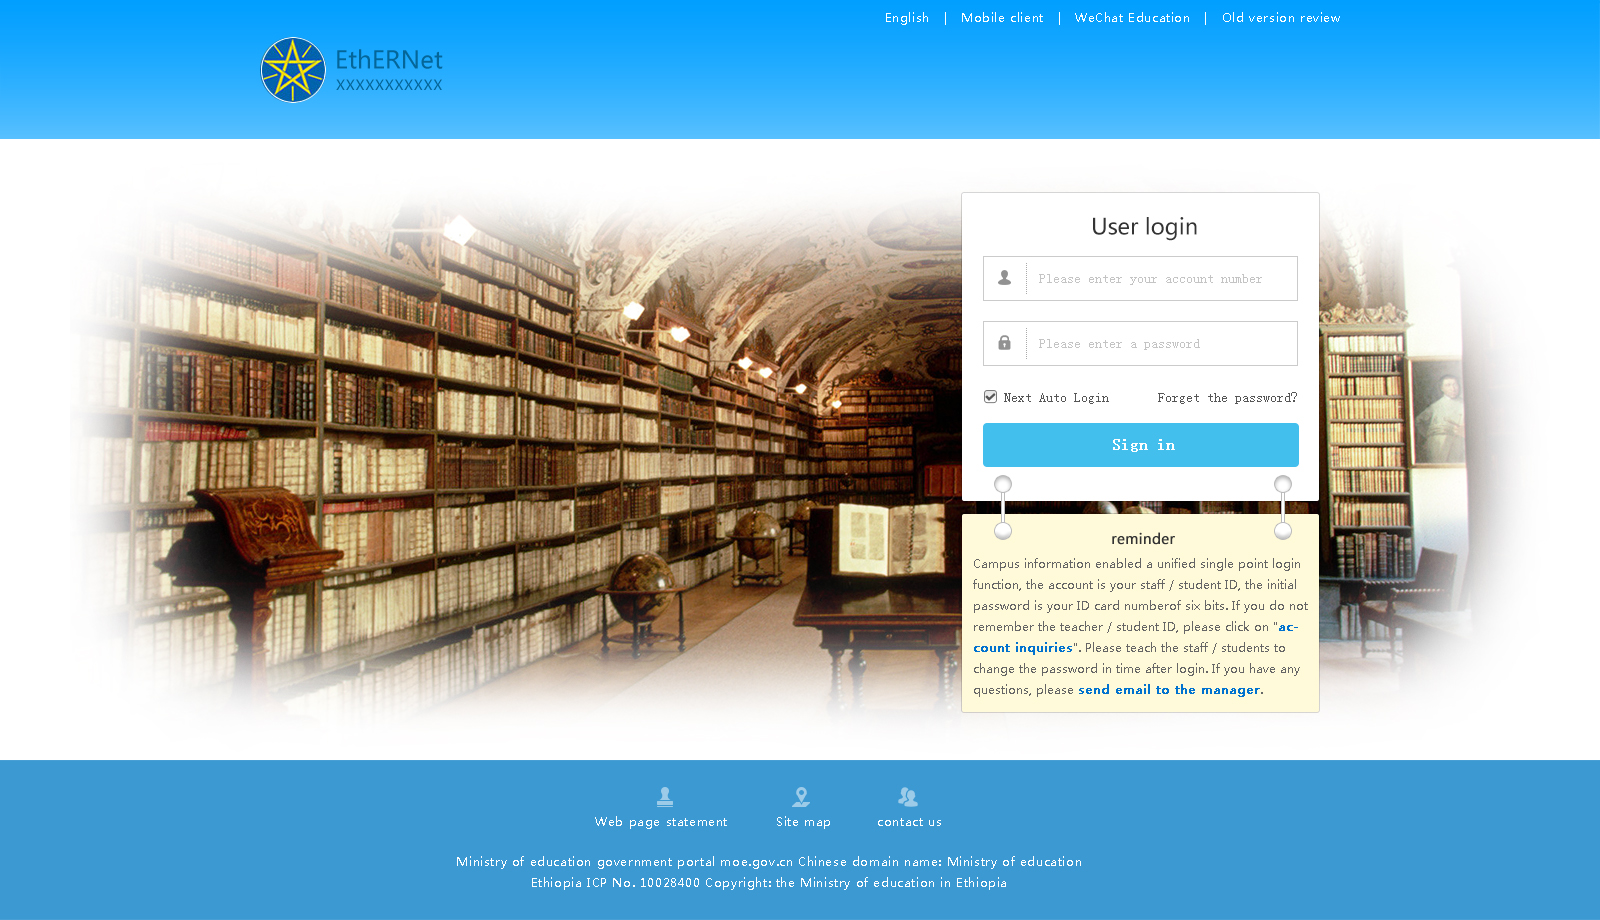 English | Mobile client | WeChat Education | Old version review
EthERNet
XXXXXXXXXXX
User login
Please enter your account number
Please enter a password
Next Auto Login Forget the password?
Sign in
reminder
Campus information enabled a unified single point login
function, the account is your staff / student ID, the initial
password is your ID card numberof six bits. If you do not
remember the teacher / student ID, please click on "ac-
count inquiries". Please teach the staff / students to
change the password in time after login. If you have any
questions, please send email to the manager.
Web page statement Site map contact us
Ministry of education government portal moe.gov.cn Chinese domain name: Ministry of education
Ethiopia ICP No. 10028400 Copyright: the Ministry of education in Ethiopia